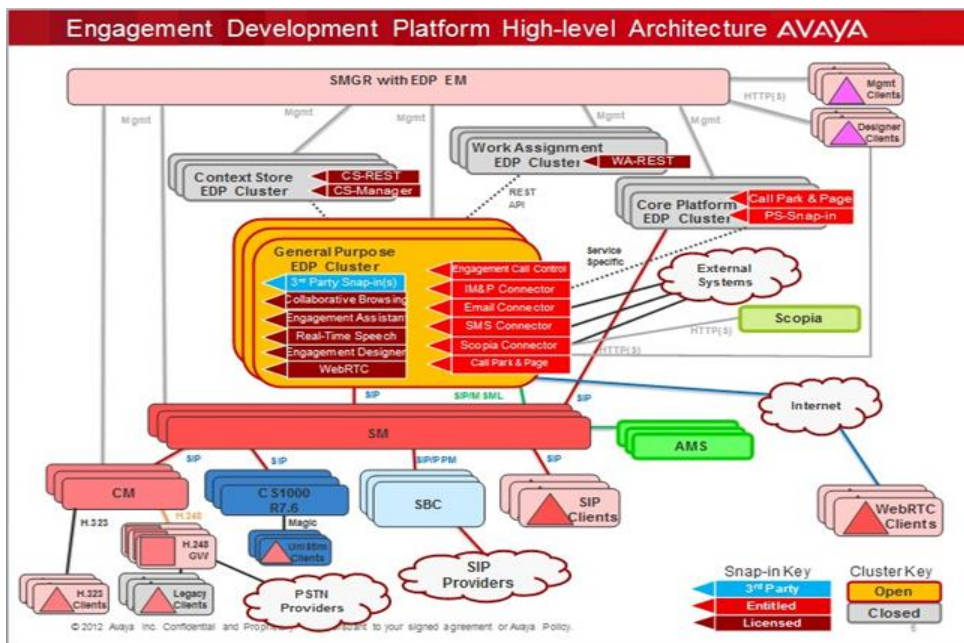 Engagement Development Platform High-level Architecture AVAYA
SMGR with EDP EM
Mgmt
Clients
HTTP(S)
Designer
Clients
Mgmt
Mgmt
Mgmt
Mgmt
Mgmt
Context Store
EDP Cluster
CS-REST
CS-Manager
Work Assignment
EDP Cluster
WA-REST
REST
API
Core Platform
EDP Cluster
Call Park & Page
PS-Snap-in
General Purpose
EDP Cluster
3rd Party Snap-in(s)
Collaborative Browsing
Engagement Assistant
Real-Time Speech
Engagement Designer
WebRTC
Engagement Call Control
IM&P Connector
Email Connector
SMS Connector
Scopia Connector
Call Park & Page
Service
Specific
External
Systems
HTTP(S)
Scopia
HTTP(S)
SIP
SIP/MSML
SIP
Internet
SM
AMS
SIP
SIP
SIP/PPM
SIP
CM
CS1000
R7.6
SBC
SIP
Clients
WebRTC
Clients
H.323
H.248
Magic
H.248
GW
UniStim
Clients
H.323
Clients
Legacy
Clients
PSTN
Providers
SIP
Providers
Snap-in Key
3rd Party
Entitled
Licensed
Cluster Key
Open
Closed
© 2012 Avaya Inc. Confidential and Propri
suant to your signed agreement or Avaya Policy.
6